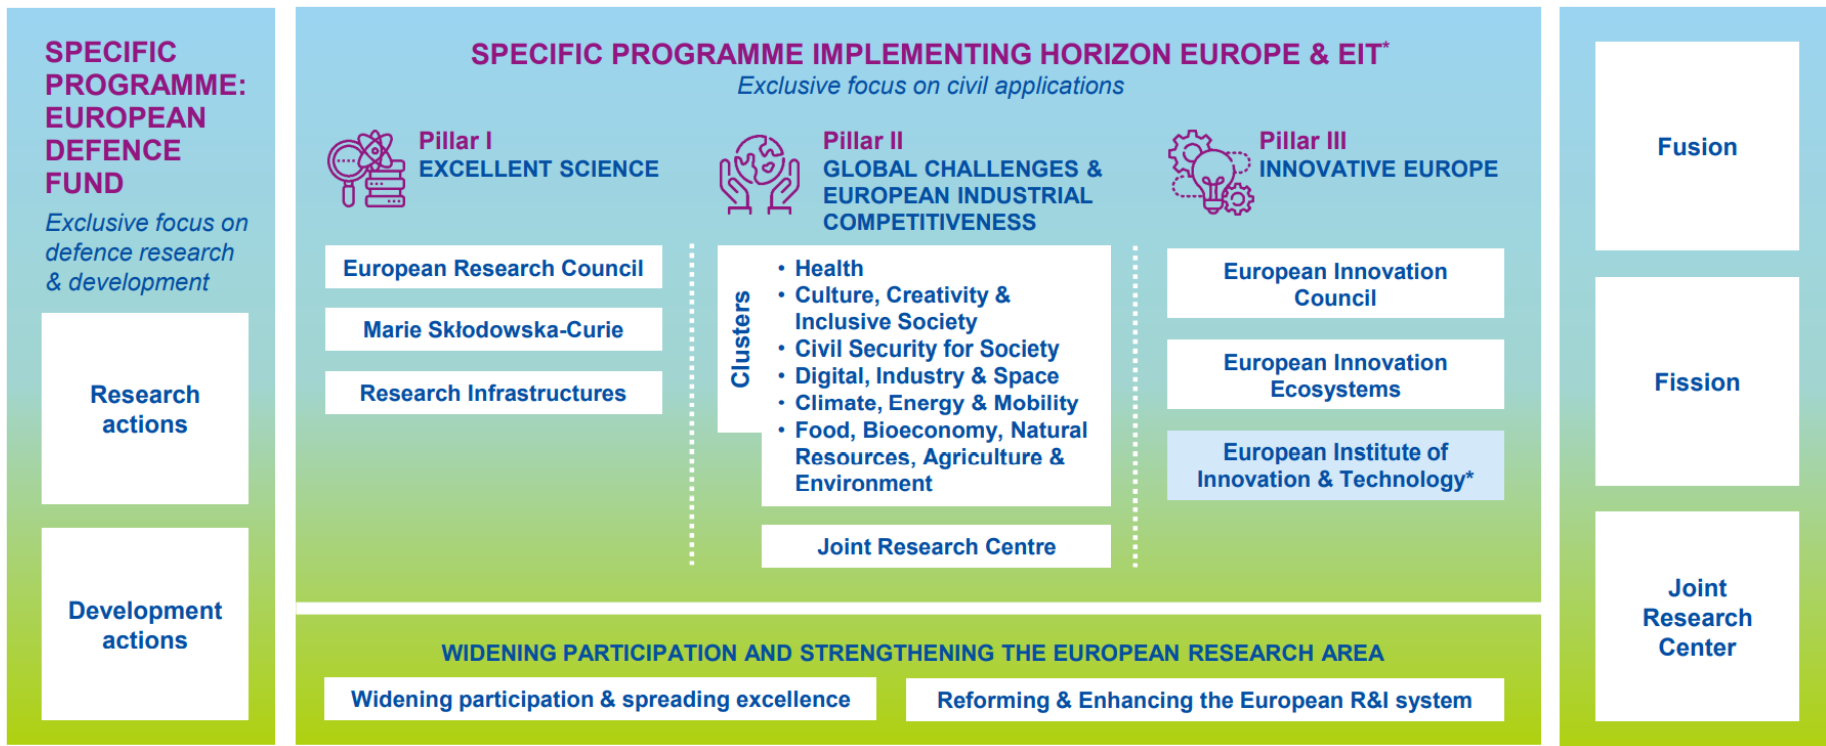 SPECIFIC
PROGRAMME:
EUROPEAN
DEFENCE
FUND
Exclusive focus on
defence research
& development
Research
actions
Development
actions
SPECIFIC PROGRAMME IMPLEMENTING HORIZON EUROPE & EIT*
Exclusive focus on civil applications
Pillar I
EXCELLENT SCIENCE
European Research Council
Marie Skłodowska-Curie
Research Infrastructures
Pillar II
GLOBAL CHALLENGES &
EUROPEAN INDUSTRIAL
COMPETITIVENESS
Clusters
• Health
• Culture, Creativity &
Inclusive Society
• Civil Security for Society
• Digital, Industry & Space
• Climate, Energy & Mobility
• Food, Bioeconomy, Natural
Resources, Agriculture &
Environment
Joint Research Centre
Pillar III
INNOVATIVE EUROPE
European Innovation
Council
European Innovation
Ecosystems
European Institute of
Innovation & Technology*
WIDENING PARTICIPATION AND STRENGTHENING THE EUROPEAN RESEARCH AREA
Widening participation & spreading excellence
Reforming & Enhancing the European R&I system
Fusion
Fission
Joint
Research
Center